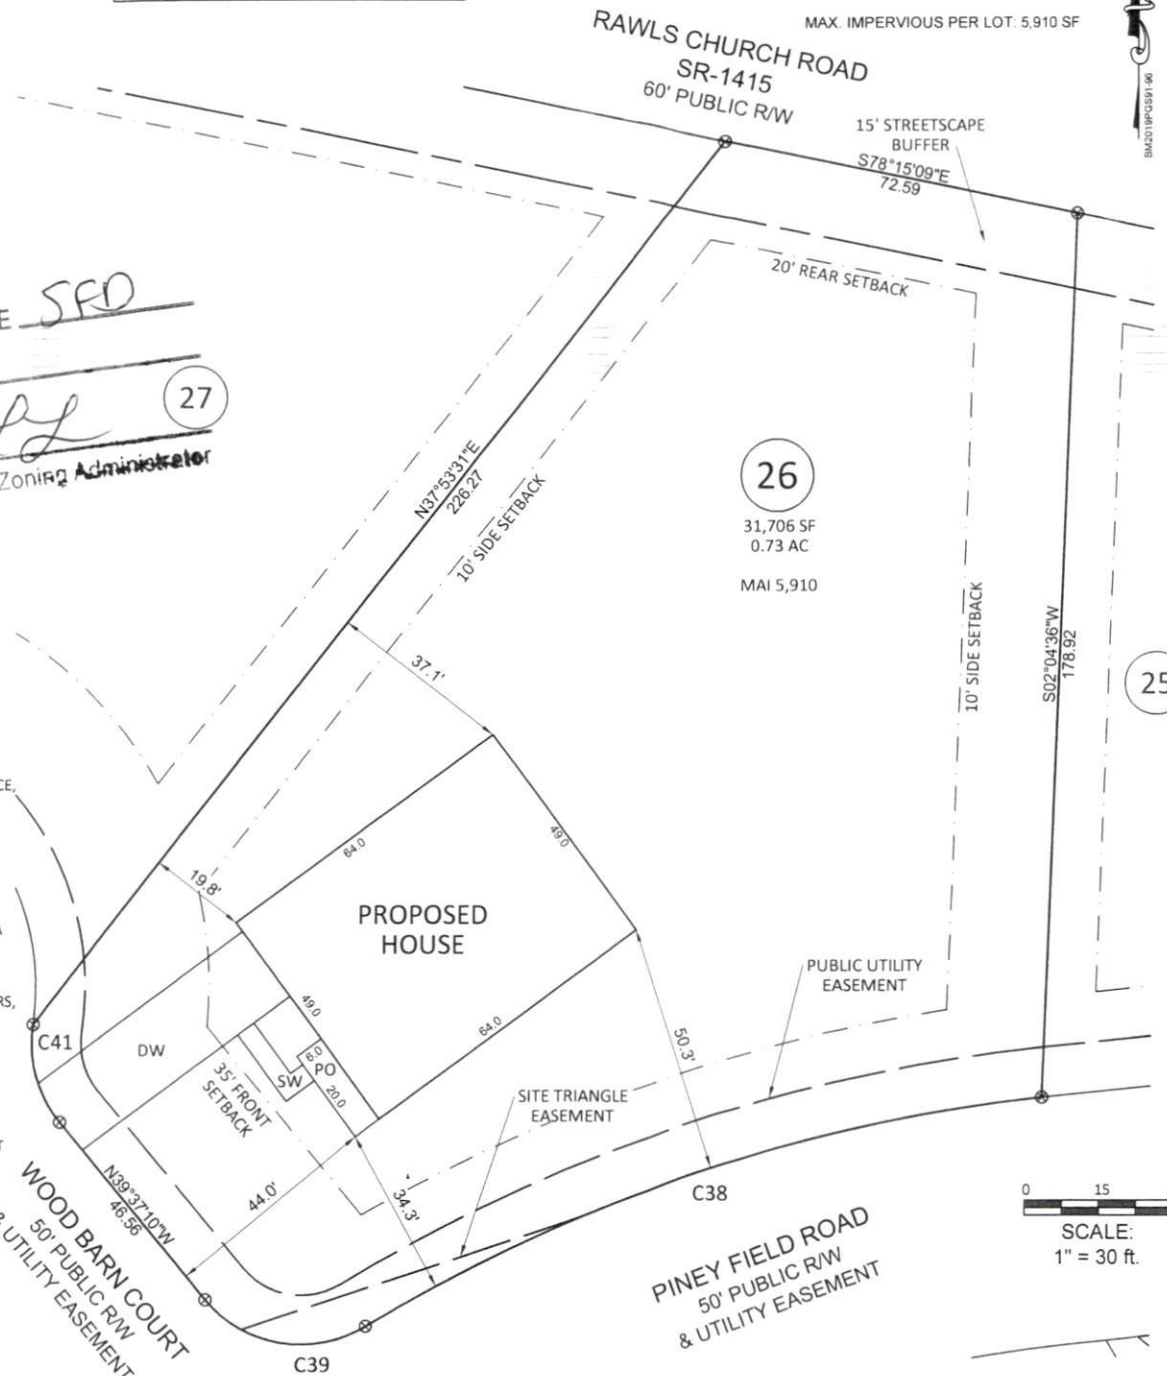 MAX. IMPERVIOUS PER LOT: 5,910 SF
BM2019PGS91-96
RAWLS CHURCH ROAD
SR-1415
60' PUBLIC R/W
15' STREETSCAPE
BUFFER
S78°15'09"E
72.59
20' REAR SETBACK
E SFD
27
Zoning Administrator
N37°53'31"E
226.27
10' SIDE SETBACK
26
31,706 SF
0.73 AC
MAI 5,910
10' SIDE SETBACK
S02°04'36"W
178.92
25
37.1'
CE,
64.0
49.0
19.8'
PROPOSED
HOUSE
RS,
C41
DW
49.0
64.0
50.3'
PUBLIC UTILITY
EASEMENT
6.0
PO
SW
20.0
35' FRONT
SETBACK
SITE TRIANGLE
EASEMENT
N39°37'10"W
46.56
44.0'
34.3'
C38
WOOD BARN COURT
50' PUBLIC R/W
& UTILITY EASEMENT
PINEY FIELD ROAD
50' PUBLIC R/W
& UTILITY EASEMENT
C39
0 15
SCALE:
1" = 30 ft.